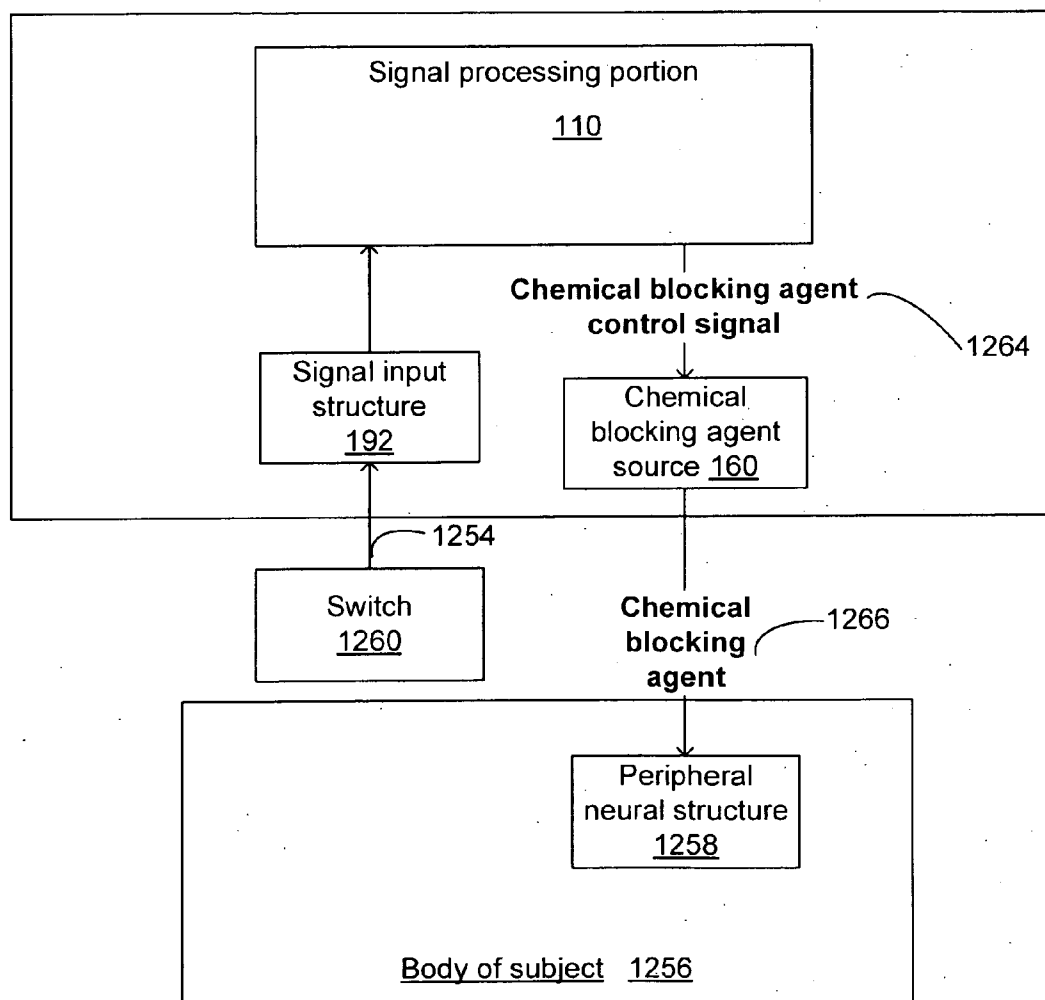 Signal processing portion
110
Chemical blocking agent
control signal
1264
Signal input
structure
192
Chemical
blocking agent
source 160
1254
Switch
1260
Chemical
blocking
agent
1266
Peripheral
neural structure
1258
Body of subject 1256